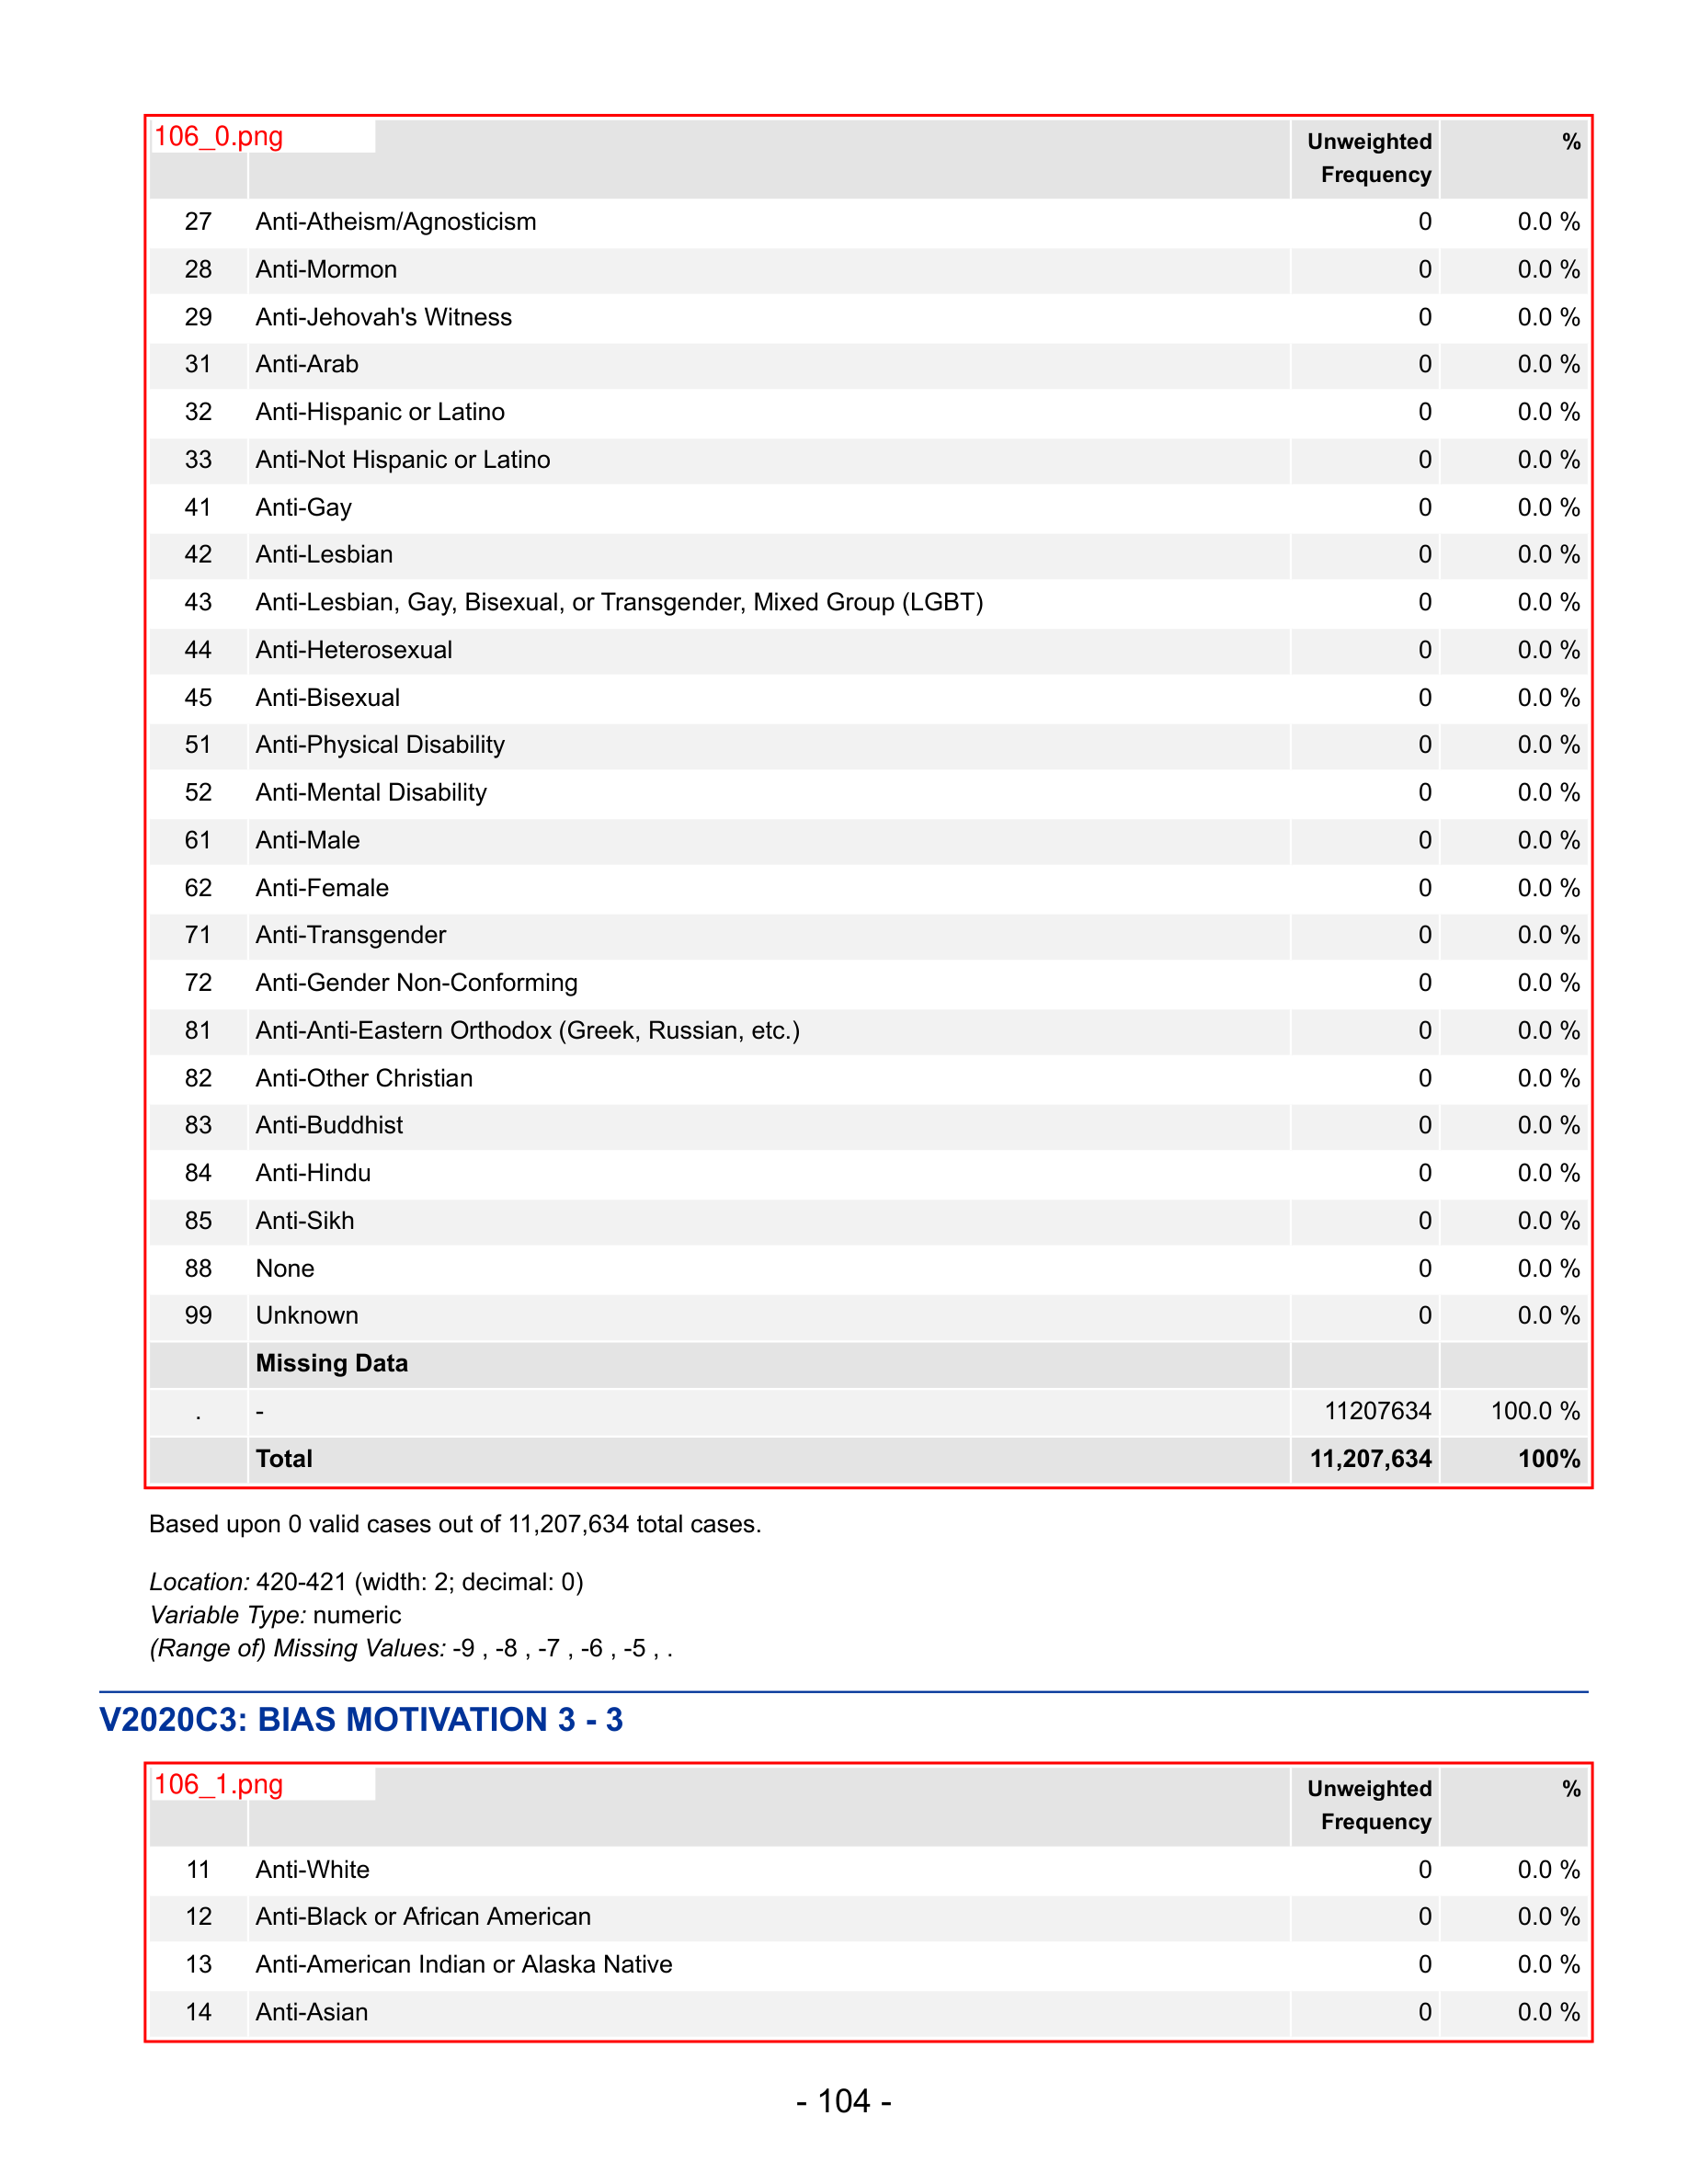 106_0.png
Unweighted Frequency %
27 Anti-Atheism/Agnosticism 0 0.0 %
28 Anti-Mormon 0 0.0 %
29 Anti-Jehovah's Witness 0 0.0 %
31 Anti-Arab 0 0.0 %
32 Anti-Hispanic or Latino 0 0.0 %
33 Anti-Not Hispanic or Latino 0 0.0 %
41 Anti-Gay 0 0.0 %
42 Anti-Lesbian 0 0.0 %
43 Anti-Lesbian, Gay, Bisexual, or Transgender, Mixed Group (LGBT) 0 0.0 %
44 Anti-Heterosexual 0 0.0 %
45 Anti-Bisexual 0 0.0 %
51 Anti-Physical Disability 0 0.0 %
52 Anti-Mental Disability 0 0.0 %
61 Anti-Male 0 0.0 %
62 Anti-Female 0 0.0 %
71 Anti-Transgender 0 0.0 %
72 Anti-Gender Non-Conforming 0 0.0 %
81 Anti-Anti-Eastern Orthodox (Greek, Russian, etc.) 0 0.0 %
82 Anti-Other Christian 0 0.0 %
83 Anti-Buddhist 0 0.0 %
84 Anti-Hindu 0 0.0 %
85 Anti-Sikh 0 0.0 %
88 None 0 0.0 %
99 Unknown 0 0.0 %
Missing Data
. - 11207634 100.0 %
Total 11,207,634 100%
Based upon 0 valid cases out of 11,207,634 total cases.
Location: 420-421 (width: 2; decimal: 0)
Variable Type: numeric
(Range of) Missing Values: -9 , -8 , -7 , -6 , -5 , .
V2020C3: BIAS MOTIVATION 3 - 3
106_1.png
Unweighted Frequency %
11 Anti-White 0 0.0 %
12 Anti-Black or African American 0 0.0 %
13 Anti-American Indian or Alaska Native 0 0.0 %
14 Anti-Asian 0 0.0 %
- 104 -